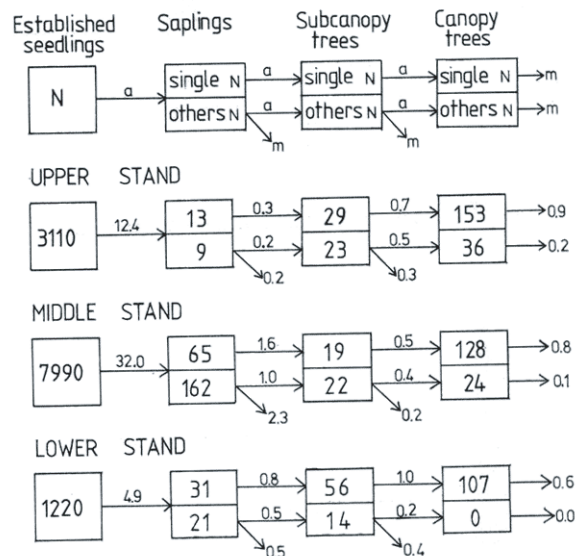 Established seedlings Saplings Subcanopy trees Canopy trees
N a single N a single N a single N m
others N a others N a others N m
m m
UPPER STAND
3110 12.4 13 0.3 29 0.7 153 0.9
9 0.2 23 0.5 36 0.2
0.2 0.3
MIDDLE STAND
7990 32.0 65 1.6 19 0.5 128 0.8
162 1.0 22 0.4 24 0.1
2.3 0.2
LOWER STAND
1220 4.9 31 0.8 56 1.0 107 0.6
21 0.5 14 0.2 0 0.0
0.5 0.4